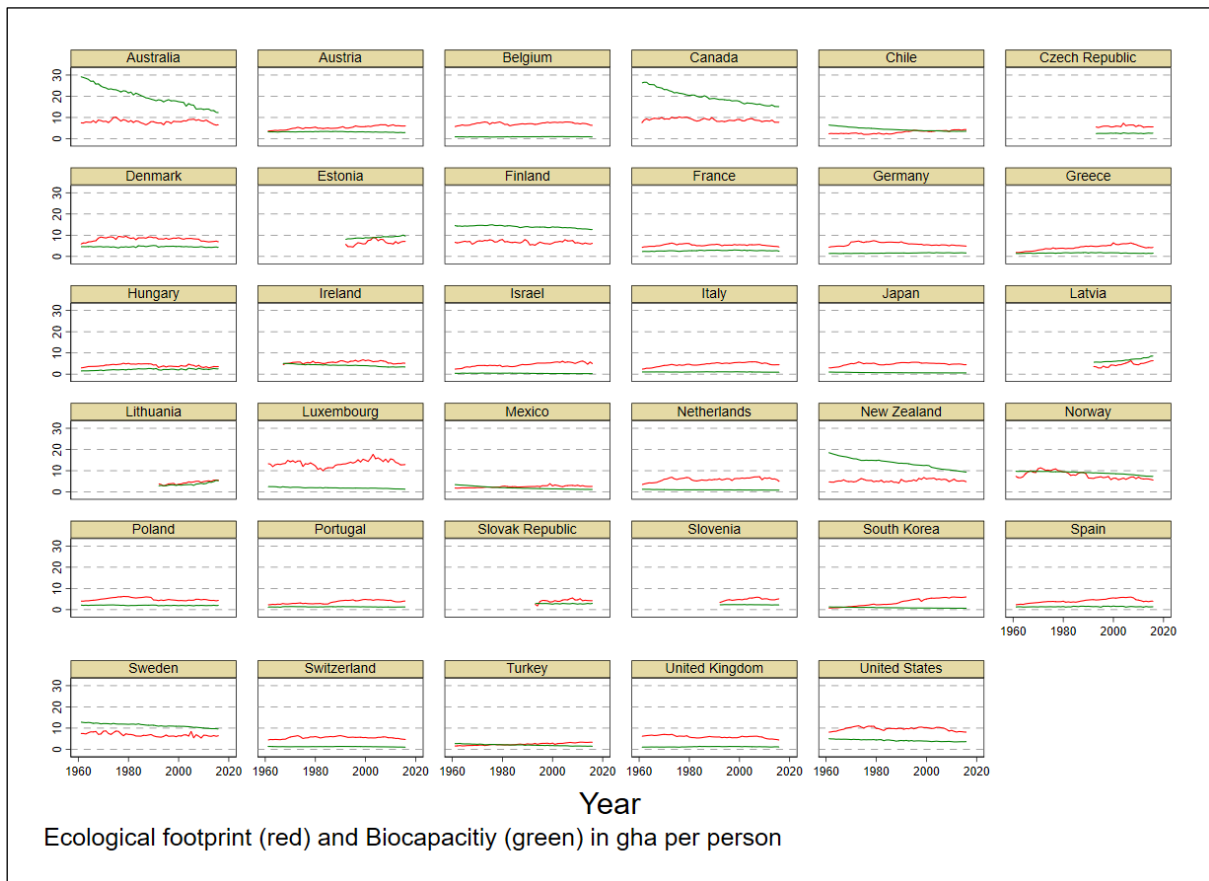 Australia Austria Belgium Canada Chile Czech Republic
30
20
10
0
Denmark Estonia Finland France Germany Greece
30
20
10
0
Hungary Ireland Israel Italy Japan Latvia
30
20
10
0
Lithuania Luxembourg Mexico Netherlands New Zealand Norway
30
20
10
0
Poland Portugal Slovak Republic Slovenia South Korea Spain
30
20
10
0
1960 1980 2000 2020
Sweden Switzerland Turkey United Kingdom United States
30
20
10
0
1960 1980 2000 2020 1960 1980 2000 2020 1960 1980 2000 2020 1960 1980 2000 2020 1960 1980 2000 2020
Year
Ecological footprint (red) and Biocapacitiy (green) in gha per person